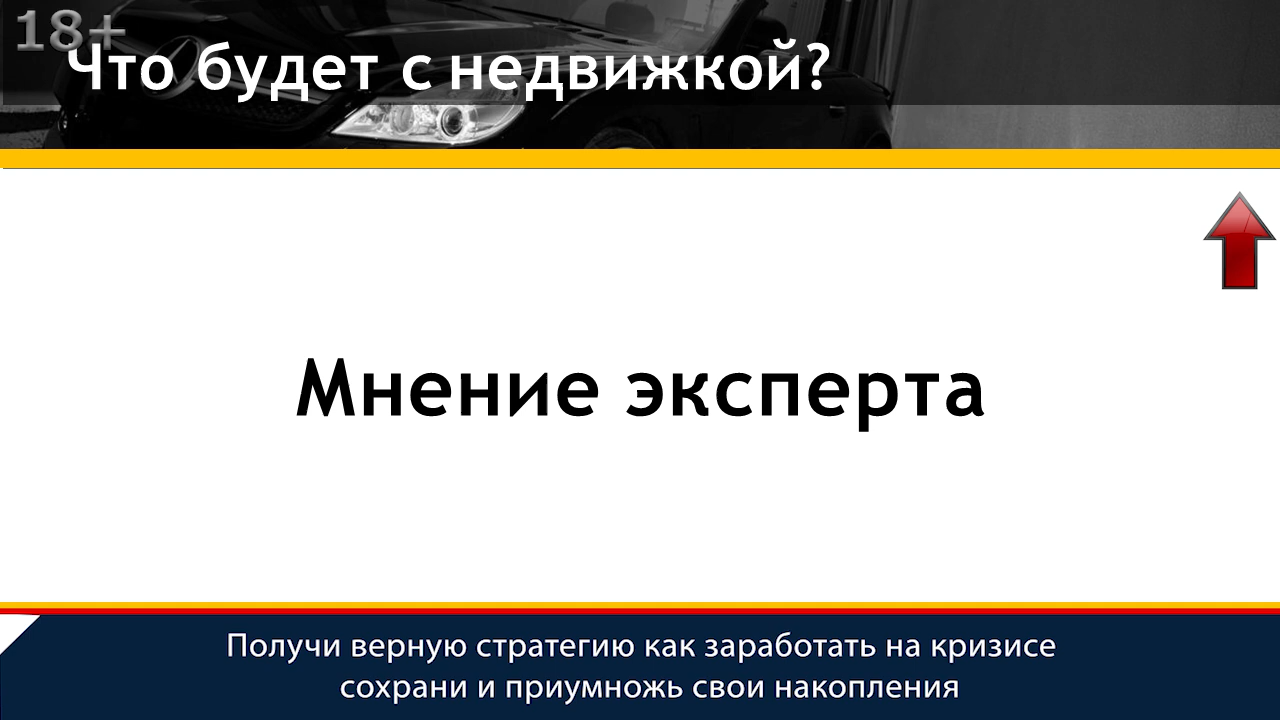 18+
Что будет с недвижкой?
Мнение эксперта
Получи верную стратегию как заработать на кризисе
сохрани и приумножь свои накопления